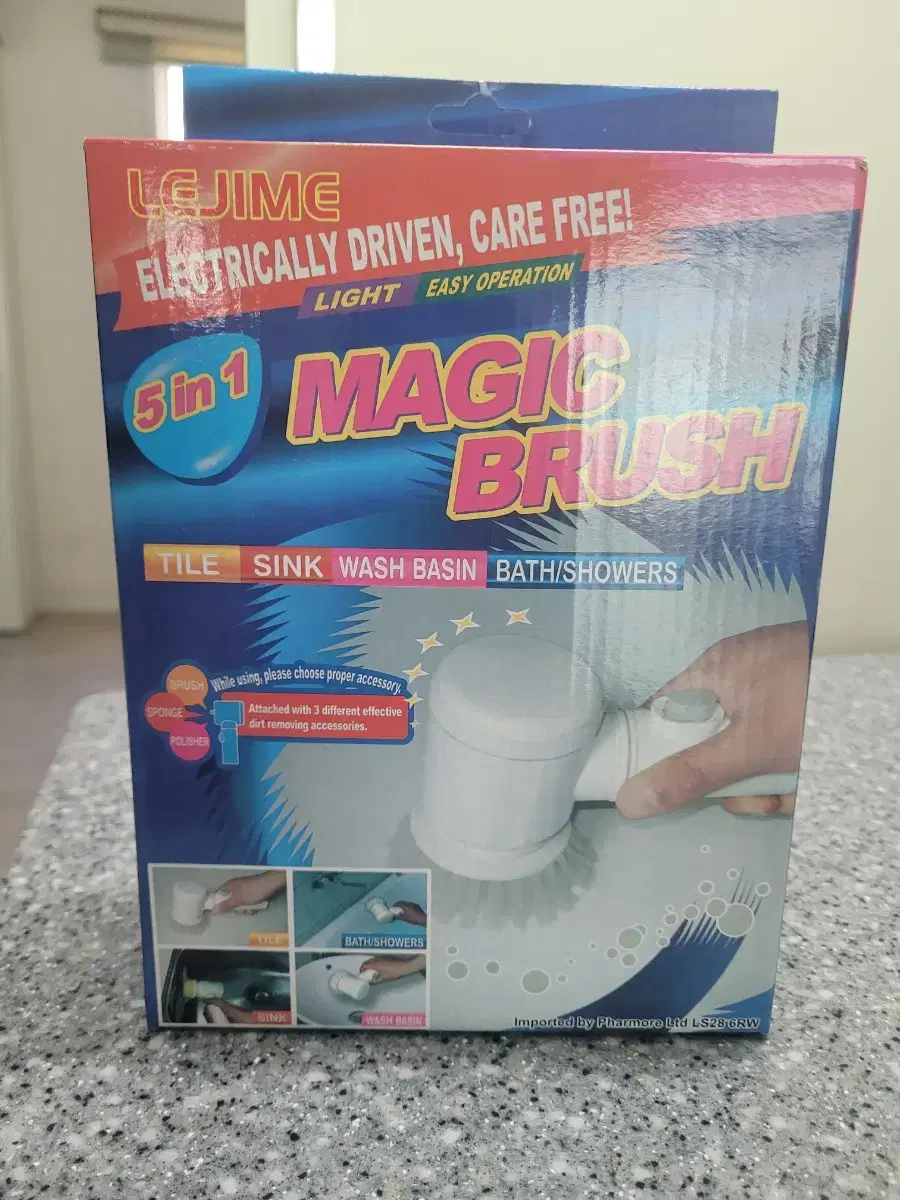 LEJIME
ELECTRICALLY DRIVEN, CARE FREE!
LIGHT EASY OPERATION
5 in 1
MAGIC
BRUSH
TILE SINK WASH BASIN BATH/SHOWERS
While using, please choose proper accessory.
BRUSH
SPONGE
POLISHER
Attached with 3 different effective
dirt removing accessories.
TILE
BATH/SHOWERS
SINK
WASH BASIN
Imported by Pharmore Ltd LS28 6RW